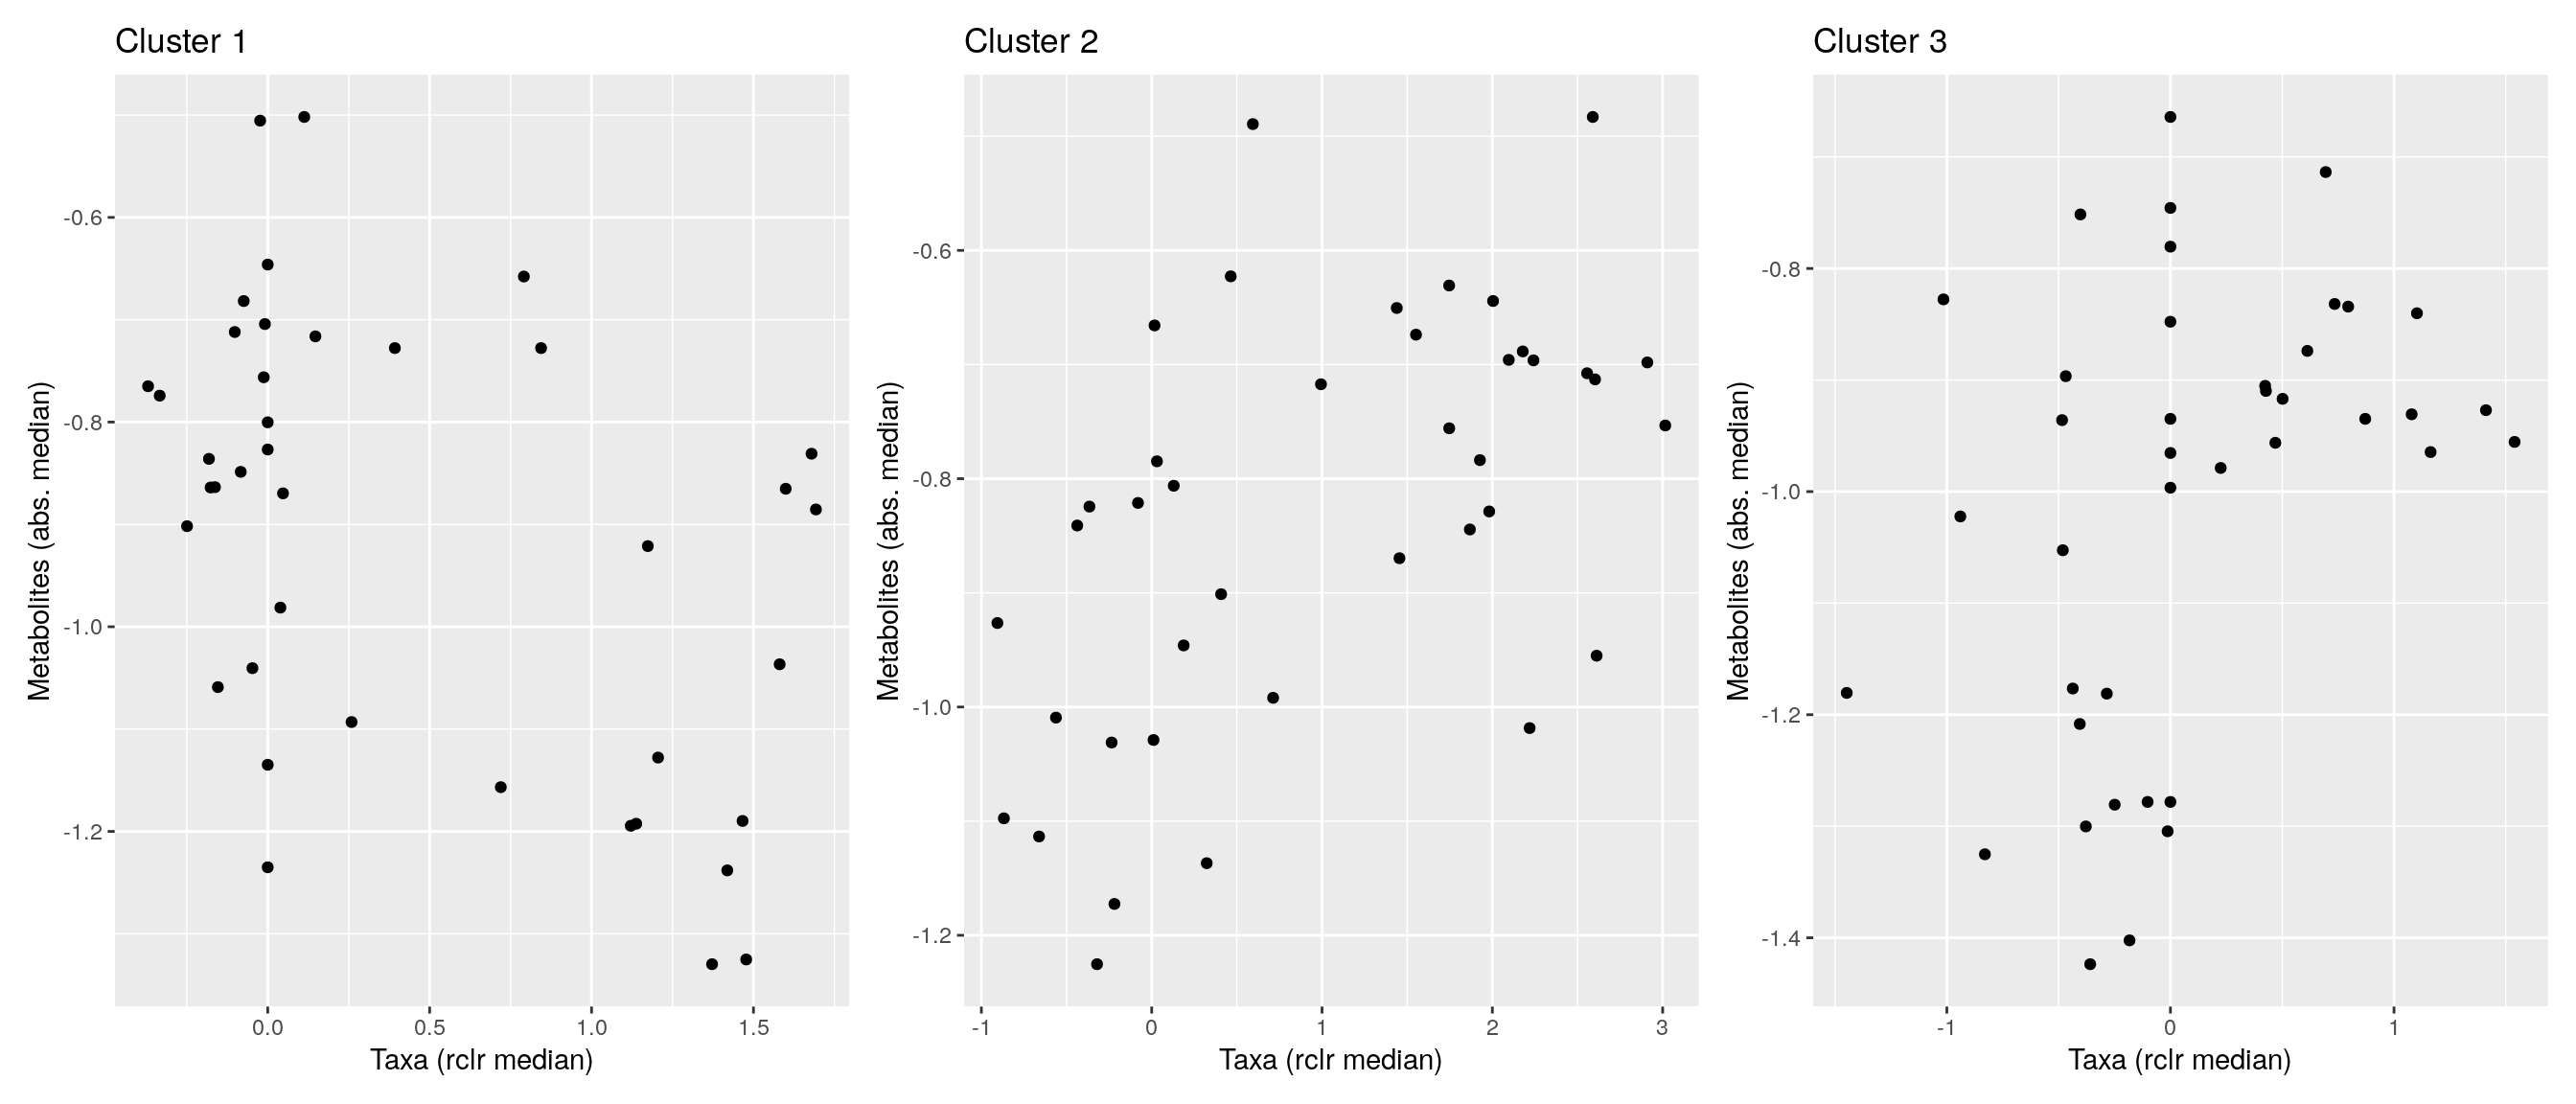 Cluster 1
Metabolites (abs. median)
-0.6
-0.8
-1.0
-1.2
0.0 0.5 1.0 1.5
Taxa (rclr median)
Cluster 2
Metabolites (abs. median)
-0.6
-0.8
-1.0
-1.2
-1 0 1 2 3
Taxa (rclr median)
Cluster 3
Metabolites (abs. median)
-0.8
-1.0
-1.2
-1.4
-1 0 1
Taxa (rclr median)